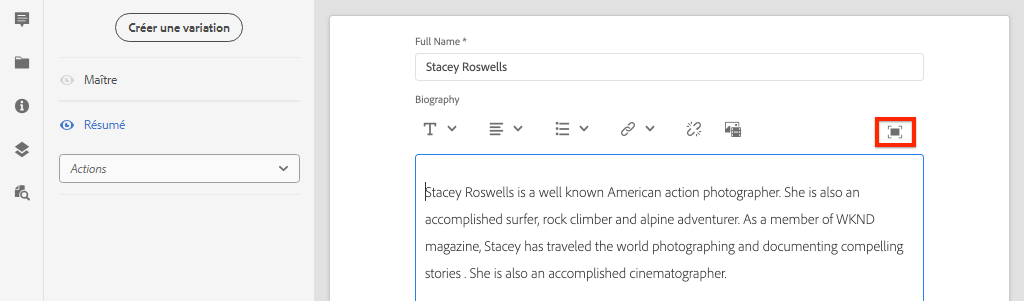 Créer une variation
Maître
Résumé
Actions
Full Name *
Stacey Roswells
Biography
Stacey Roswells is a well known American action photographer. She is also an
accomplished surfer, rock climber and alpine adventurer. As a member of WKND
magazine, Stacey has traveled the world photographing and documenting compelling
stories . She is also an accomplished cinematographer.